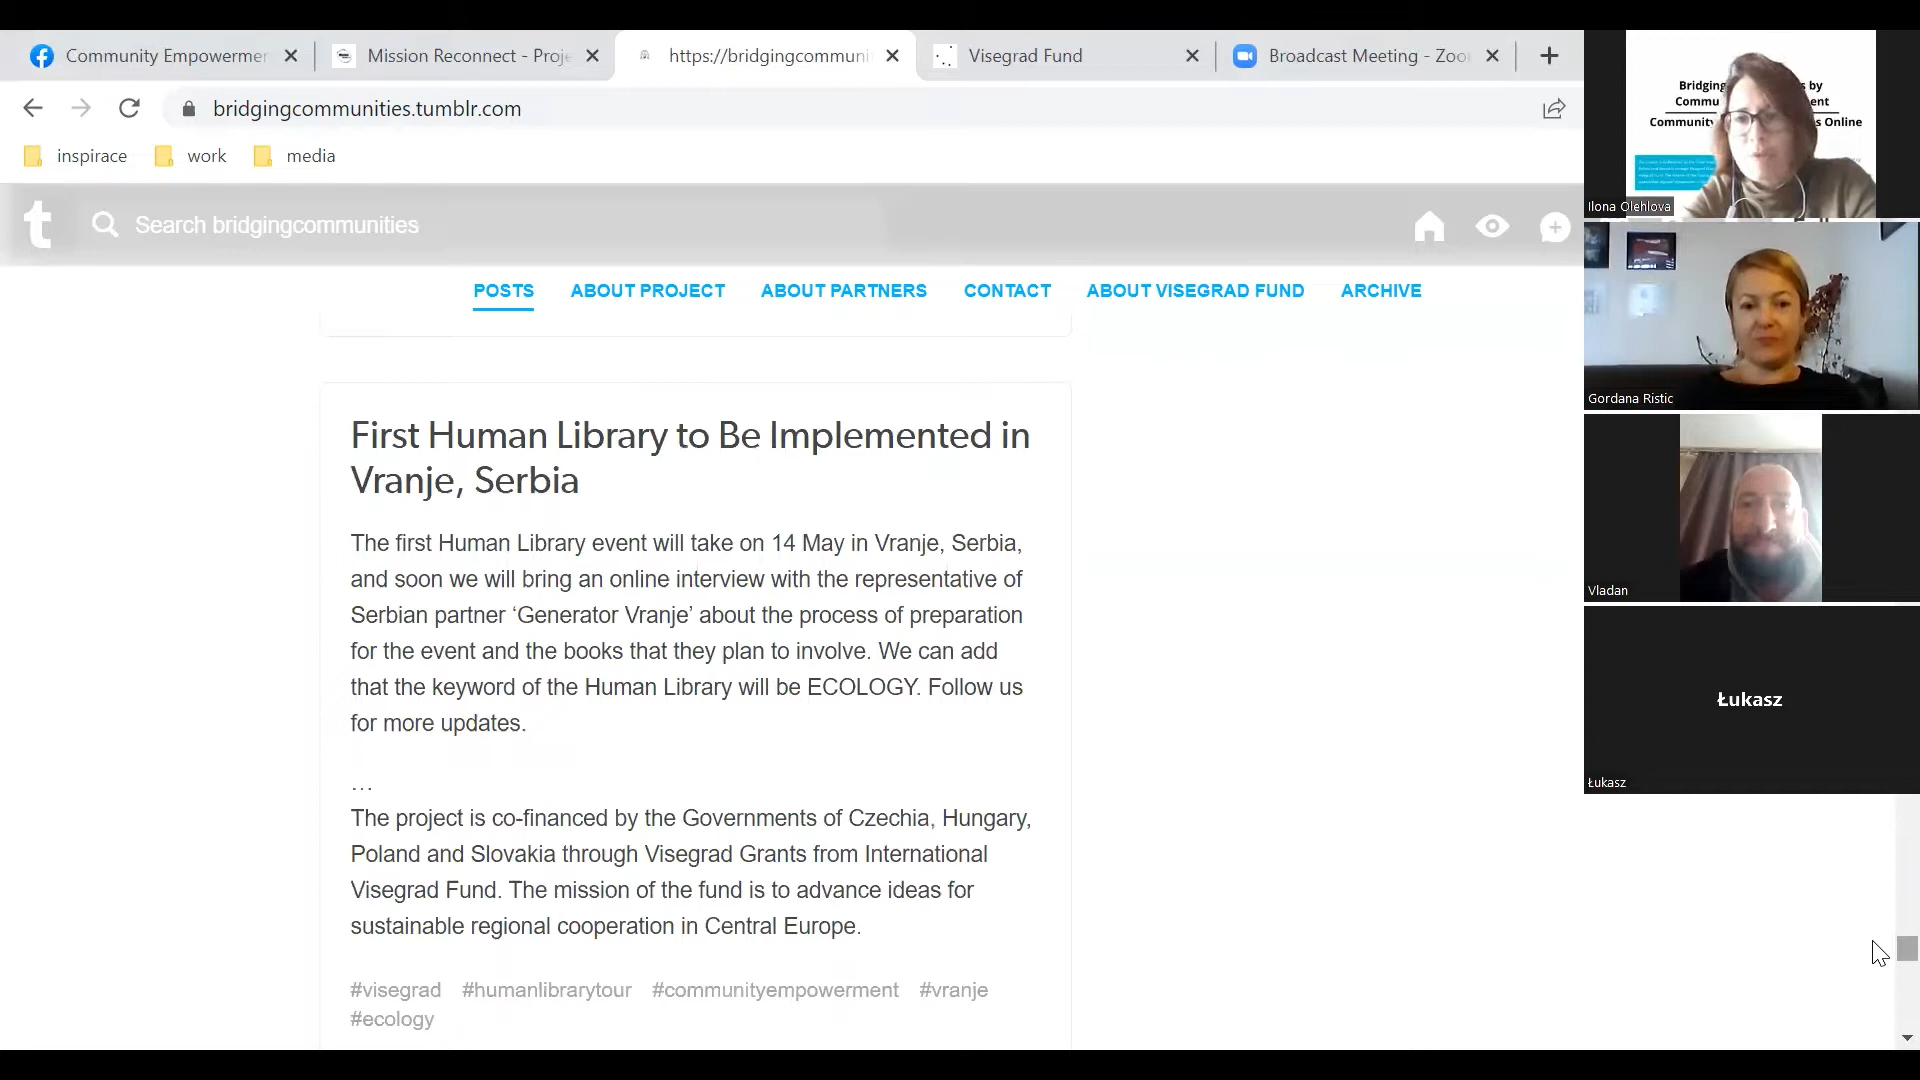 Community Empowermen
Mission Reconnect - Proje
https://bridgingcommuni
Visegrad Fund
Broadcast Meeting - Zoo
bridgingcommunities.tumblr.com
inspirace
work
media
t
Search bridgingcommunities
POSTS
ABOUT PROJECT
ABOUT PARTNERS
CONTACT
ABOUT VISEGRAD FUND
ARCHIVE
First Human Library to Be Implemented in
Vranje, Serbia
The first Human Library event will take on 14 May in Vranje, Serbia,
and soon we will bring an online interview with the representative of
Serbian partner ‘Generator Vranje’ about the process of preparation
for the event and the books that they plan to involve. We can add
that the keyword of the Human Library will be ECOLOGY. Follow us
for more updates.
…
The project is co-financed by the Governments of Czechia, Hungary,
Poland and Slovakia through Visegrad Grants from International
Visegrad Fund. The mission of the fund is to advance ideas for
sustainable regional cooperation in Central Europe.
#visegrad #humanlibrarytour #communityempowerment #vranje
#ecology
Bridging by
Commu ent
Community s Online
Ilona Olehlova
Gordana Ristic
Vladan
Łukasz
Łukasz